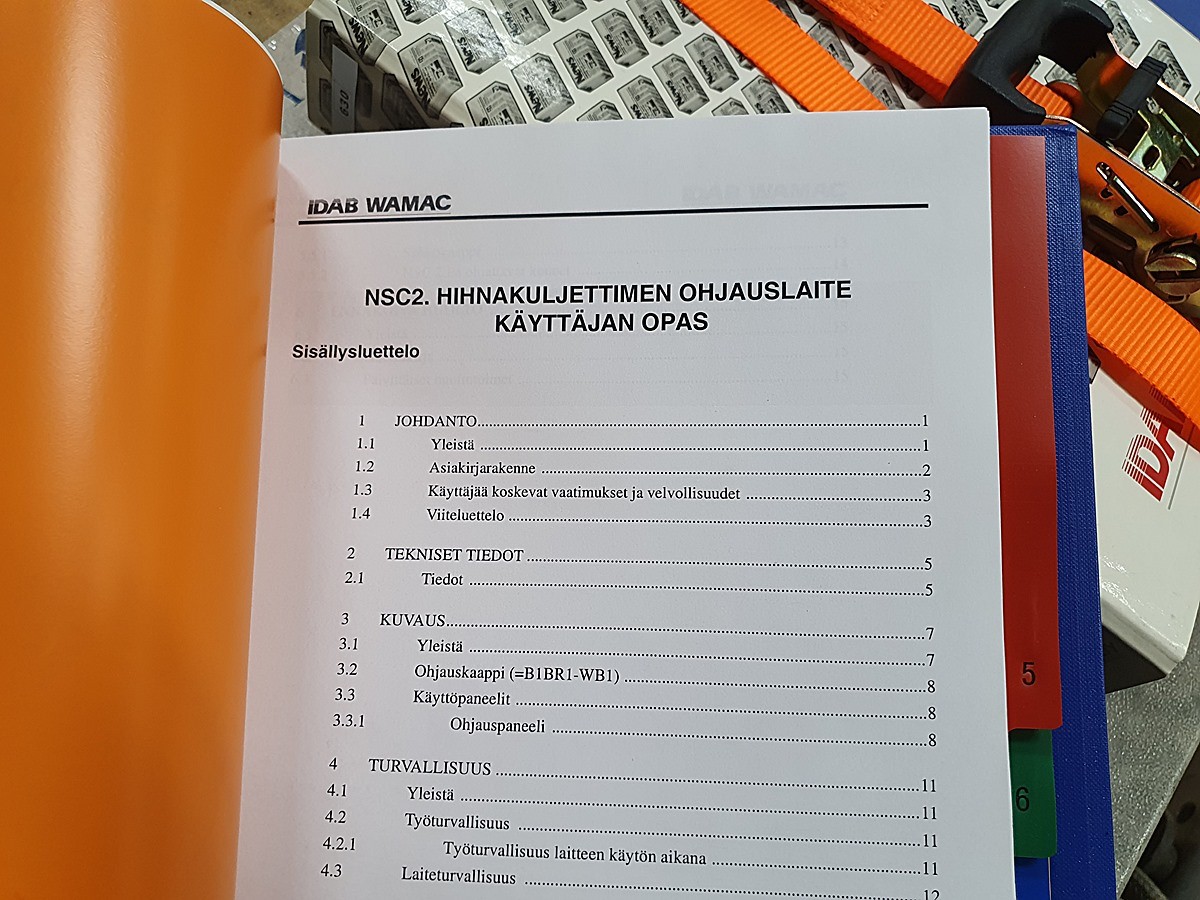 630
IDAB WAMAC
NSC2. HIHNAKULJETTIMEN OHJAUSLAITE
KÄYTTÄJAN OPAS
Sisällysluettelo
1 JOHDANTO 1
1.1 Yleistä 1
1.2 Asiakirjarakenne 2
1.3 Käyttäjää koskevat vaatimukset ja velvollisuudet 3
1.4 Viiteluettelo 3
2 TEKNISET TIEDOT 5
2.1 Tiedot 5
3 KUVAUS 7
3.1 Yleistä 7
3.2 Ohjauskaappi (=B1BR1-WB1) 8
3.3 Käyttöpaneelit 8
3.3.1 Ohjauspaneeli 8
4 TURVALLISUUS 11
4.1 Yleistä 11
4.2 Työturvallisuus 11
4.2.1 Työturvallisuus laitteen käytön aikana 11
4.3 Laiteturvallisuus 12
5
6